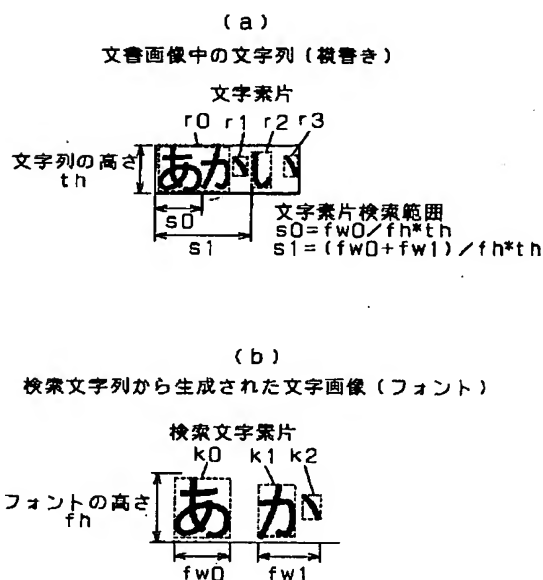 (a)
文書画像中の文字列(横書き)
文字素片
r0 r1 r2 r3
文字列の高さ
th
あかい
s0
s1
文字素片検索範囲
s0=fw0/fh*th
s1=(fw0+fw1)/fh*th
(b)
検索文字列から生成された文字画像(フォント)
検索文字素片
k0 k1 k2
フォントの高さ
fh
あ か
fw0 fw1